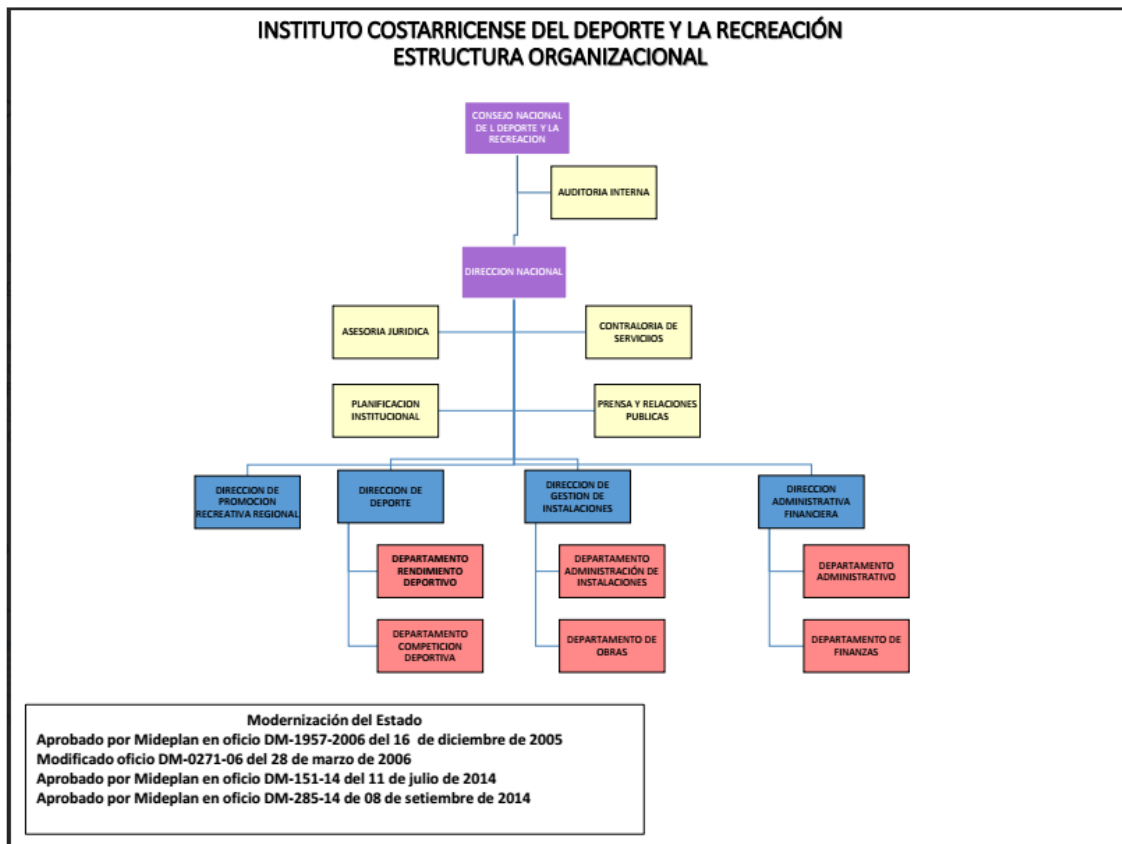 INSTITUTO COSTARRICENSE DEL DEPORTE Y LA RECREACIÓN
ESTRUCTURA ORGANIZACIONAL
CONSEJO NACIONAL
DE L DEPORTE Y LA
RECREACION
AUDITORIA INTERNA
DIRECCION NACIONAL
ASESORIA JURIDICA
CONTRALORIA DE
SERVICIIOS
PLANIFICACION
INSTITUCIONAL
PRENSA Y RELACIONES
PUBLICAS
DIRECCION DE
PROMOCION
RECREATIVA REGIONAL
DIRECCION DE
DEPORTE
DIRECCION DE
GESTION DE
INSTALACIONES
DIRECCION
ADMINISTRATIVA
FINANCIERA
DEPARTAMENTO
RENDIMIENTO
DEPORTIVO
DEPARTAMENTO
ADMINISTRACIÓN DE
INSTALACIONES
DEPARTAMENTO
ADMINISTRATIVO
DEPARTAMENTO
COMPETICION
DEPORTIVA
DEPARTAMENTO DE
OBRAS
DEPARTAMENTO DE
FINANZAS
Modernización del Estado
Aprobado por Mideplan en oficio DM-1957-2006 del 16 de diciembre de 2005
Modificado oficio DM-0271-06 del 28 de marzo de 2006
Aprobado por Mideplan en oficio DM-151-14 del 11 de julio de 2014
Aprobado por Mideplan en oficio DM-285-14 de 08 de setiembre de 2014